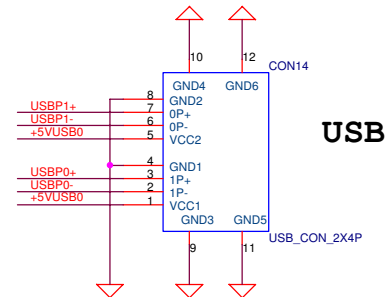 10 12
CON14
GND4 GND6
8 GND2
USBP1+ 7 0P+
USBP1- 6 0P-
+5VUSB0 5 VCC2
USB
4 GND1
USBP0+ 3 1P+
USBP0- 2 1P-
+5VUSB0 1 VCC1
GND3 GND5
USB_CON_2X4P
9 11